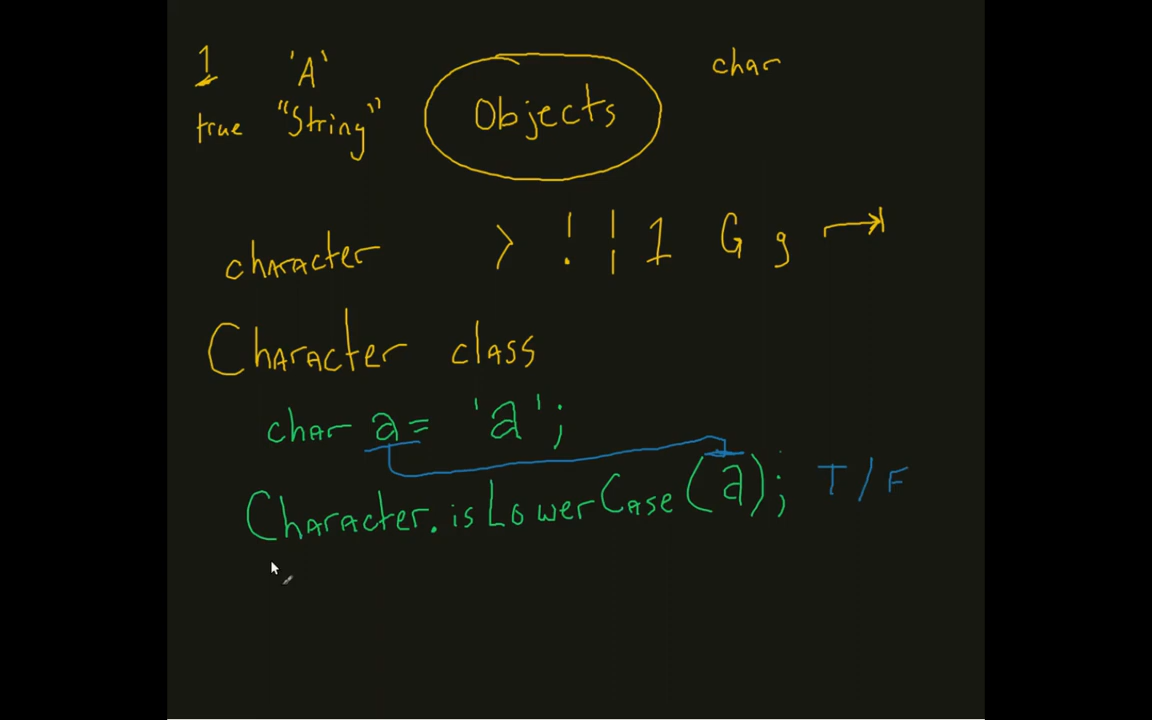 1 'A' Objects char
true "String"
character > ! ¦ 1 G g
Character class
char a = 'a';
Character.isLowerCase(a); T/F